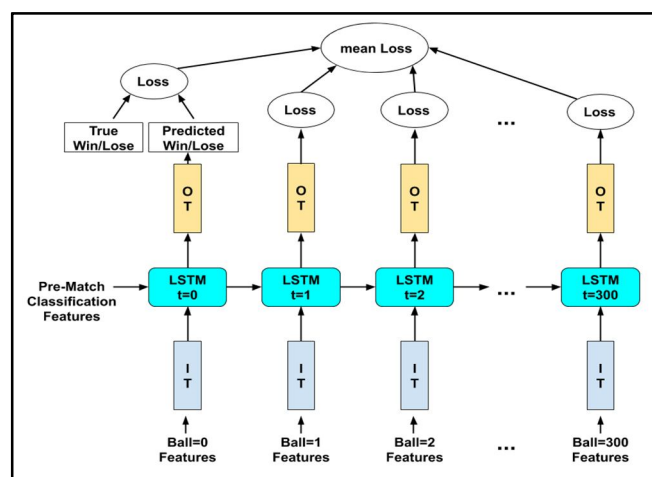 mean Loss
Loss
Loss
Loss
Loss
...
True
Win/Lose
Predicted
Win/Lose
O
T
O
T
O
T
O
T
Pre-Match
Classification
Features
LSTM
t=0
LSTM
t=1
LSTM
t=2
...
LSTM
t=300
I
T
I
T
I
T
I
T
Ball=0
Features
Ball=1
Features
Ball=2
Features
...
Ball=300
Features